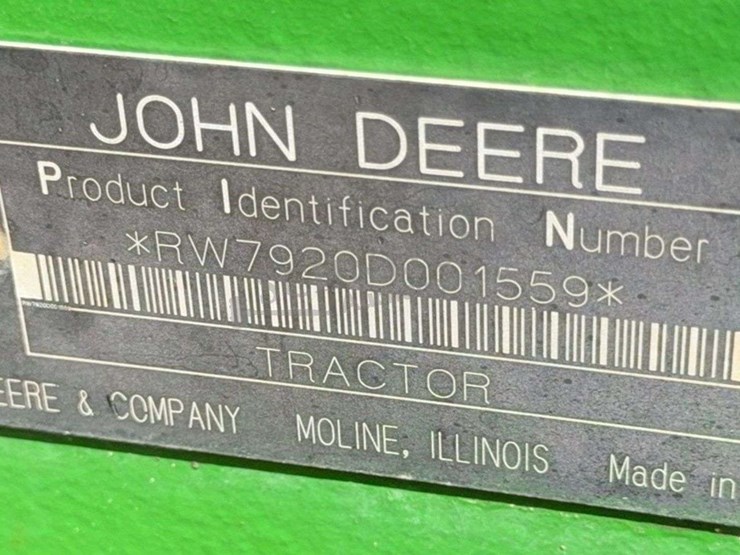 JOHN DEERE
Product Identification Number
*RW7920D001559*
TRACTOR
EERE & COMPANY MOLINE, ILLINOIS Made in